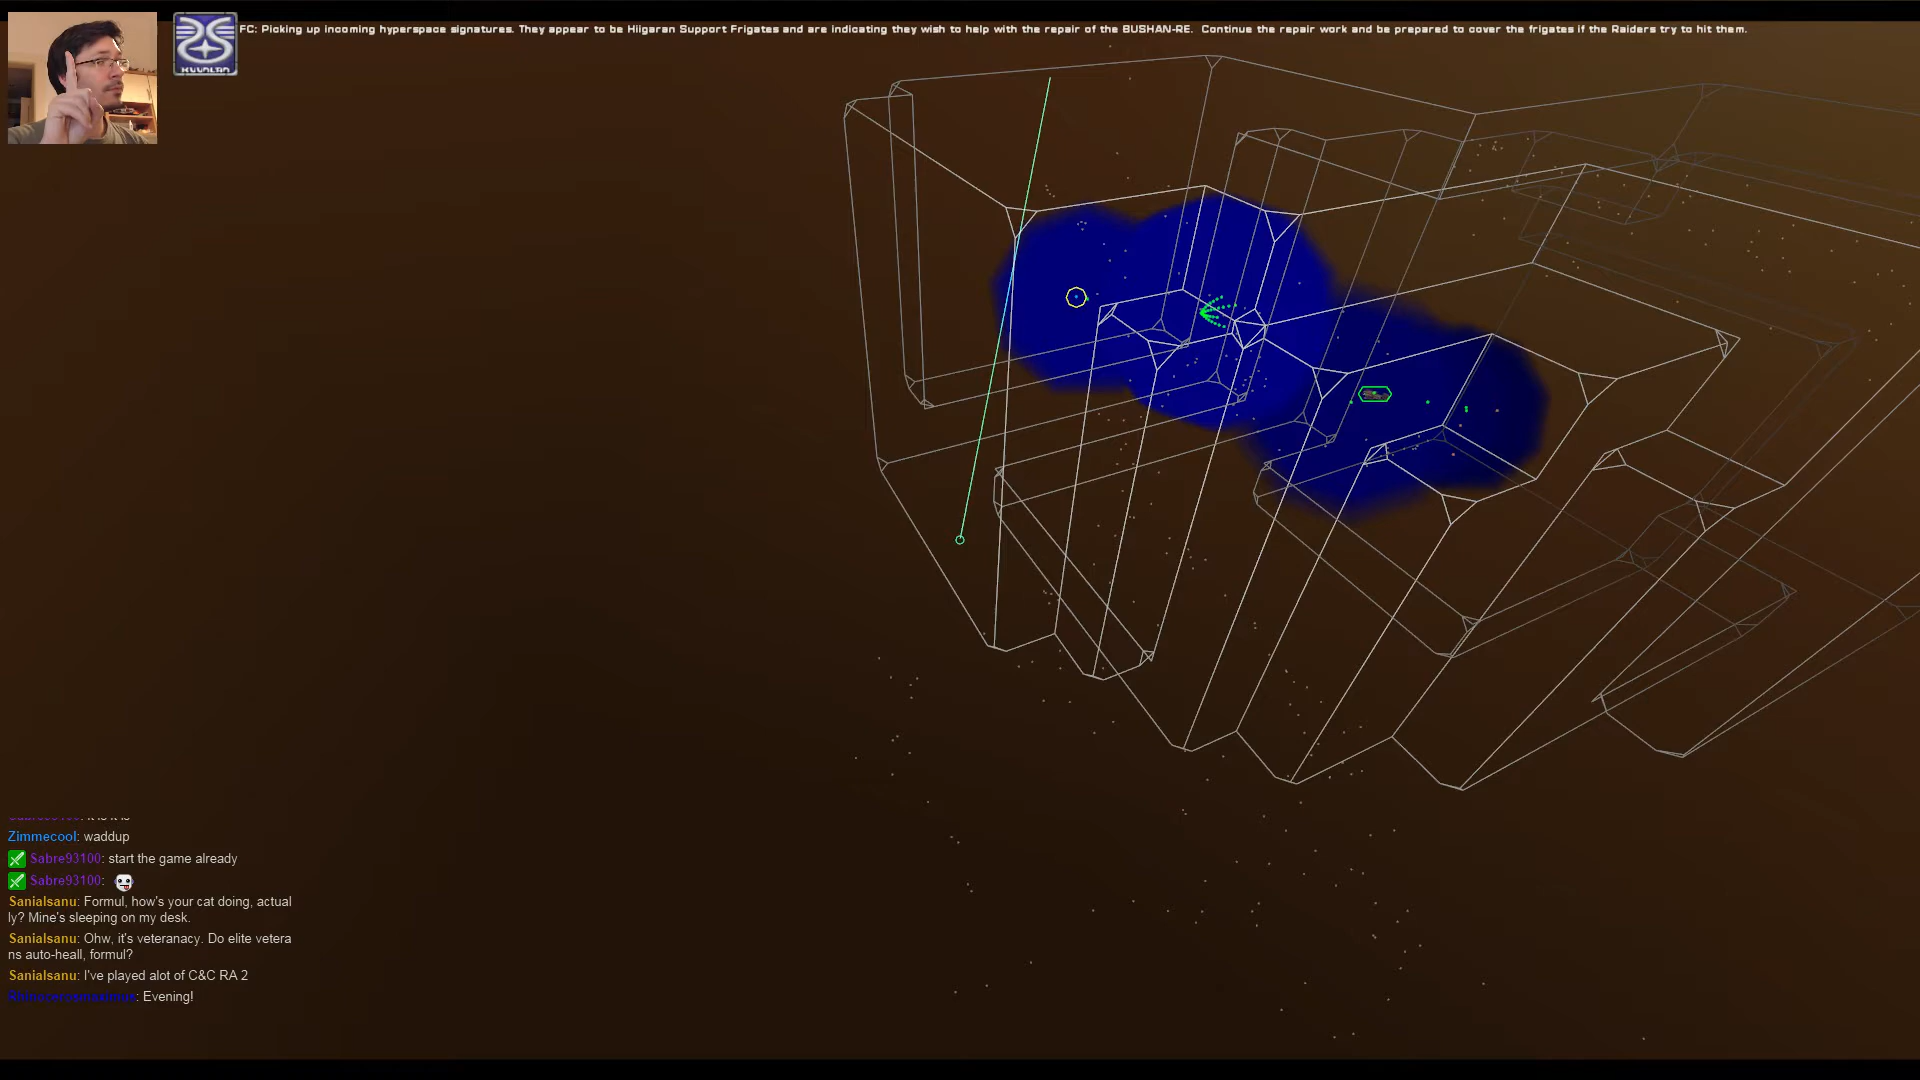 FC: Picking up incoming hyperspace signatures. They appear to be Hiigaran Support Frigates and are indicating they wish to help with the repair of the BUSHAN-RE. Continue the repair work and be prepared to cover the frigates if the Raiders try to hit them.
Zimmecool: waddup
Sabre93100: start the game already
Sabre93100:
Sanialsanu: Formul, how's your cat doing, actual
ly? Mine's sleeping on my desk.
Sanialsanu: Ohw, it's veteranacy. Do elite vetera
ns auto-heall, formul?
Sanialsanu: I've played alot of C&C RA 2
Evening!